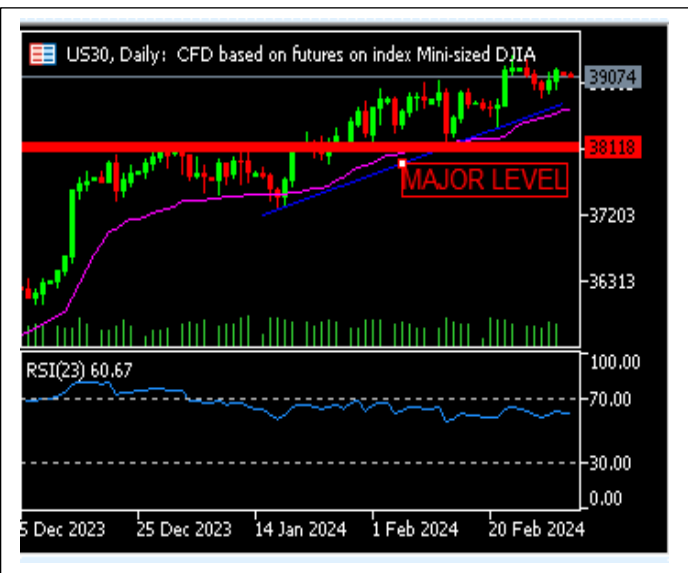 US30, Daily: CFD based on futures on index Mini-sized DJIA
39074
38118
MAJOR LEVEL
37203
36313
RSI(23) 60.67
100.00
70.00
30.00
0.00
5 Dec 2023 25 Dec 2023 14 Jan 2024 1 Feb 2024 20 Feb 2024